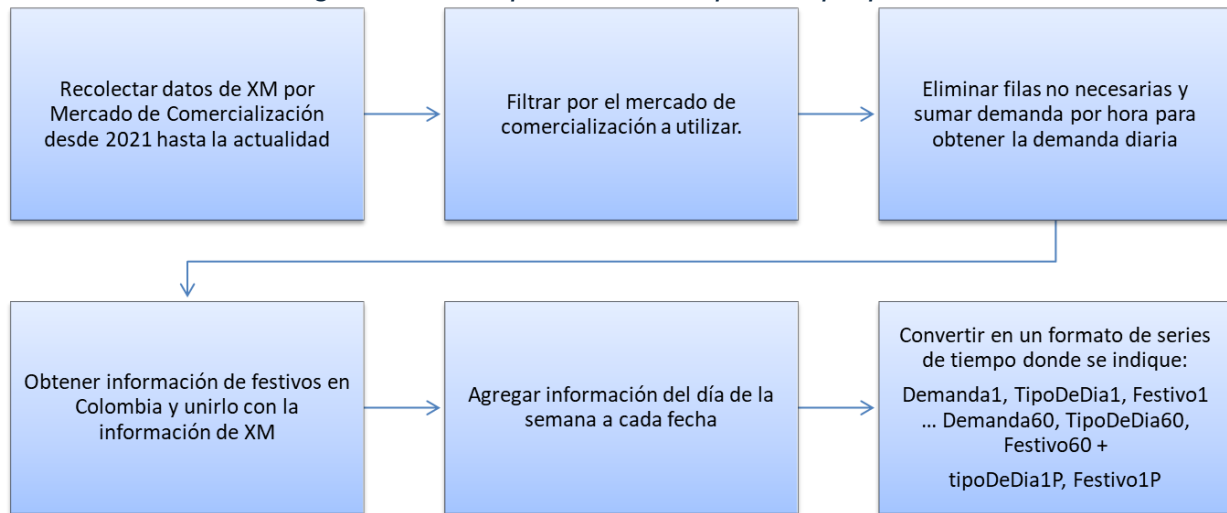 Recolectar datos de XM por
Mercado de Comercialización
desde 2021 hasta la actualidad
Filtrar por el mercado de
comercialización a utilizar.
Eliminar filas no necesarias y
sumar demanda por hora para
obtener la demanda diaria
Obtener información de festivos en
Colombia y unirlo con la
información de XM
Agregar información del día de la
semana a cada fecha
Convertir en un formato de series
de tiempo donde se indique:
Demanda1, TipoDeDia1, Festivo1
... Demanda60, TipoDeDia60,
Festivo60 +
tipoDeDia1P, Festivo1P